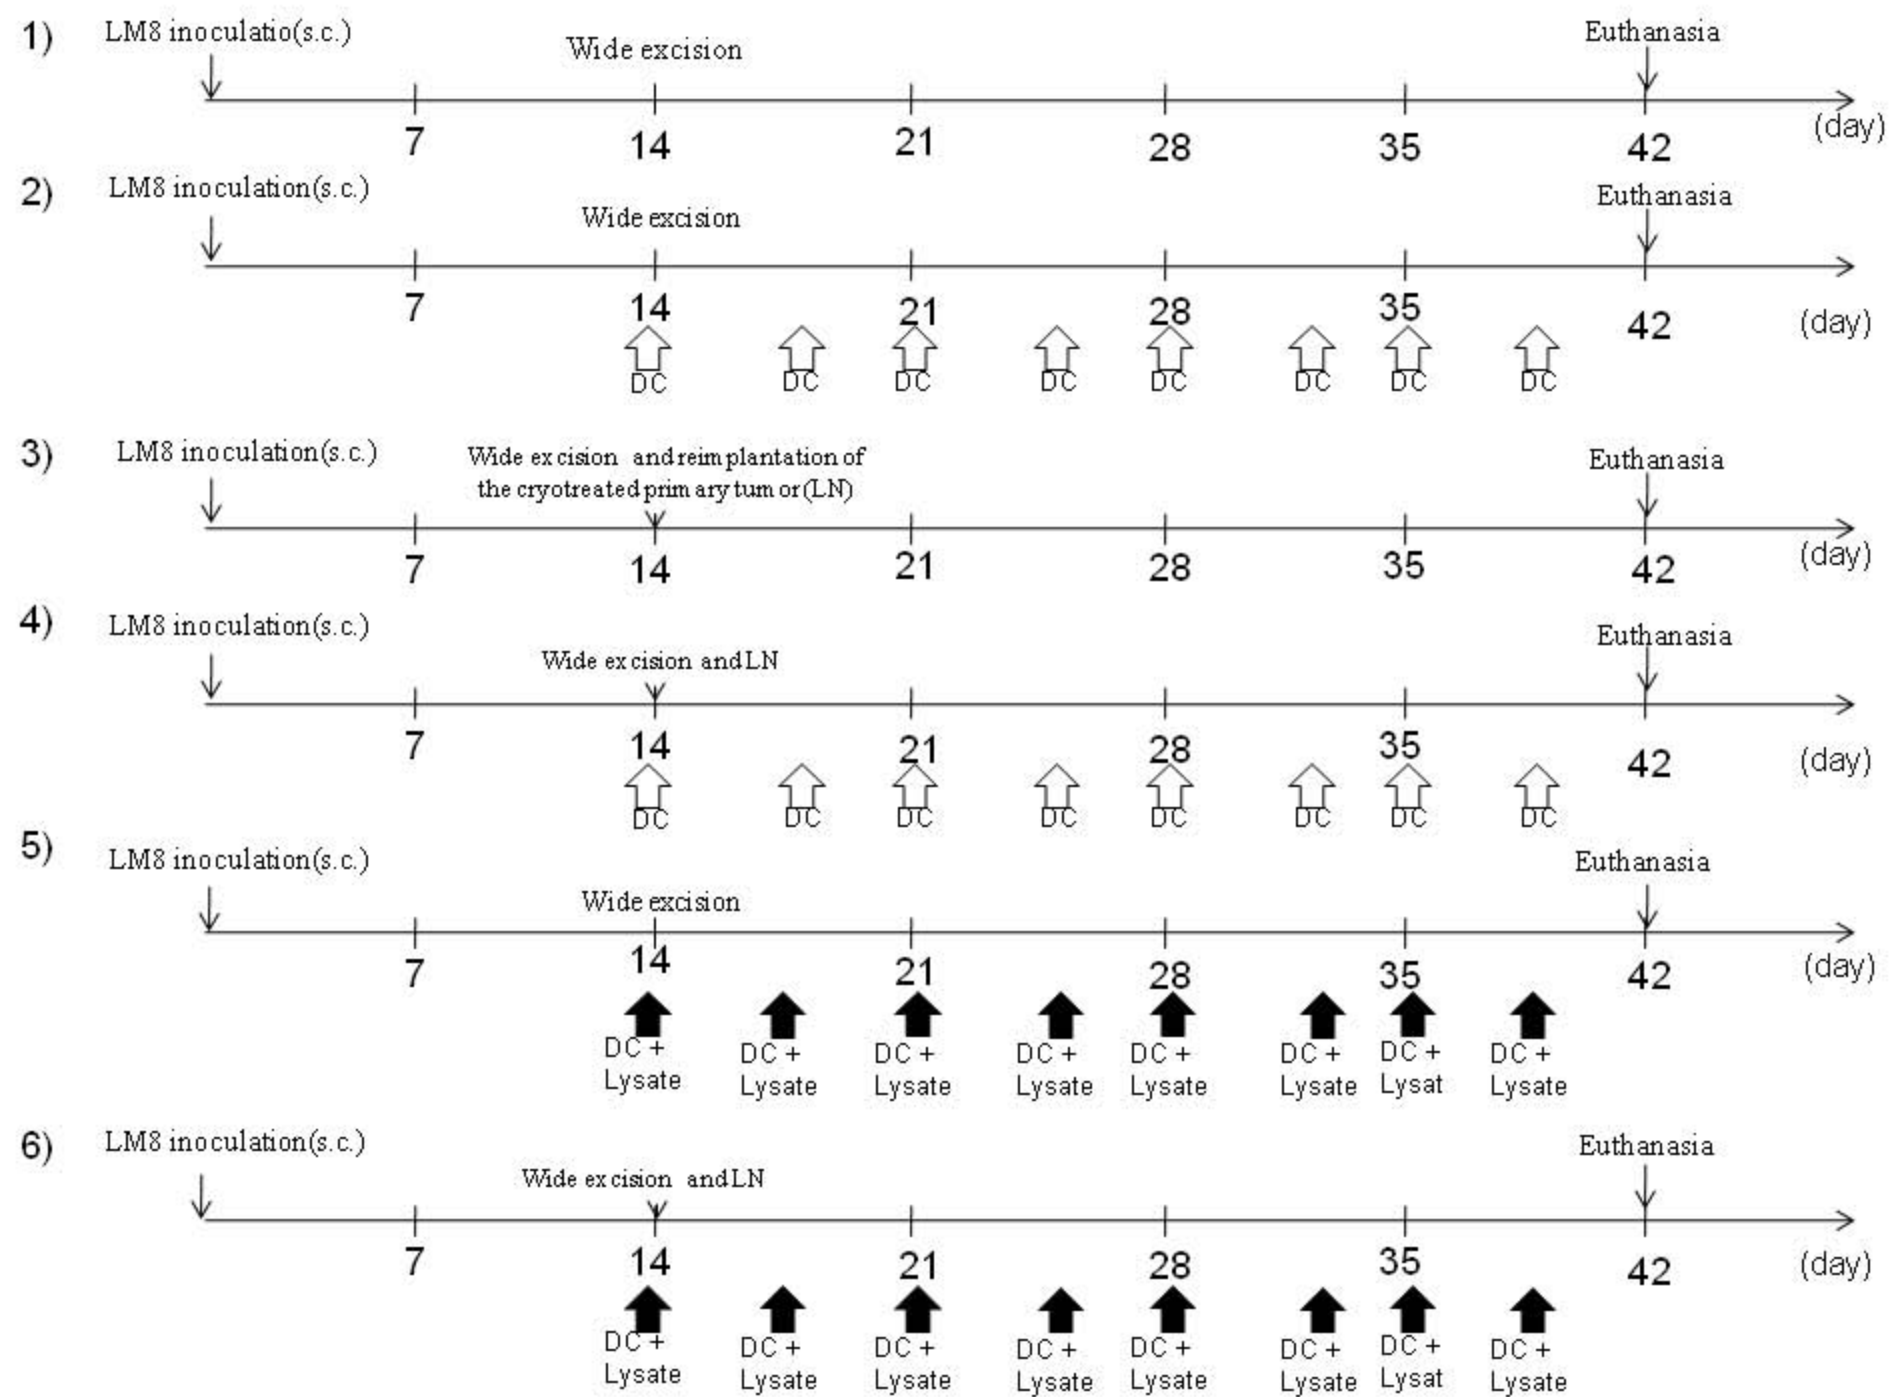 1)
LM8 inoculatio(s.c.)
Wide excision
Euthanasia
7 14 21 28 35 42 (day)
2)
LM8 inoculation(s.c.)
Wide excision
Euthanasia
7 14 21 28 35 42 (day)
DC DC DC DC DC DC DC DC
3)
LM8 inoculation(s.c.)
Wide excision and reimplantation of
the cryotreated primary tumor (LN)
Euthanasia
7 14 21 28 35 42 (day)
4)
LM8 inoculation(s.c.)
Wide excision and LN
Euthanasia
7 14 21 28 35 42 (day)
DC DC DC DC DC DC DC DC
5)
LM8 inoculation(s.c.)
Wide excision
Euthanasia
7 14 21 28 35 42 (day)
DC + DC + DC + DC + DC + DC + DC + DC +
Lysate Lysate Lysate Lysate Lysate Lysate Lysat Lysate
6)
LM8 inoculation(s.c.)
Wide excision and LN
Euthanasia
7 14 21 28 35 42 (day)
DC + DC + DC + DC + DC + DC + DC + DC +
Lysate Lysate Lysate Lysate Lysate Lysate Lysat Lysate